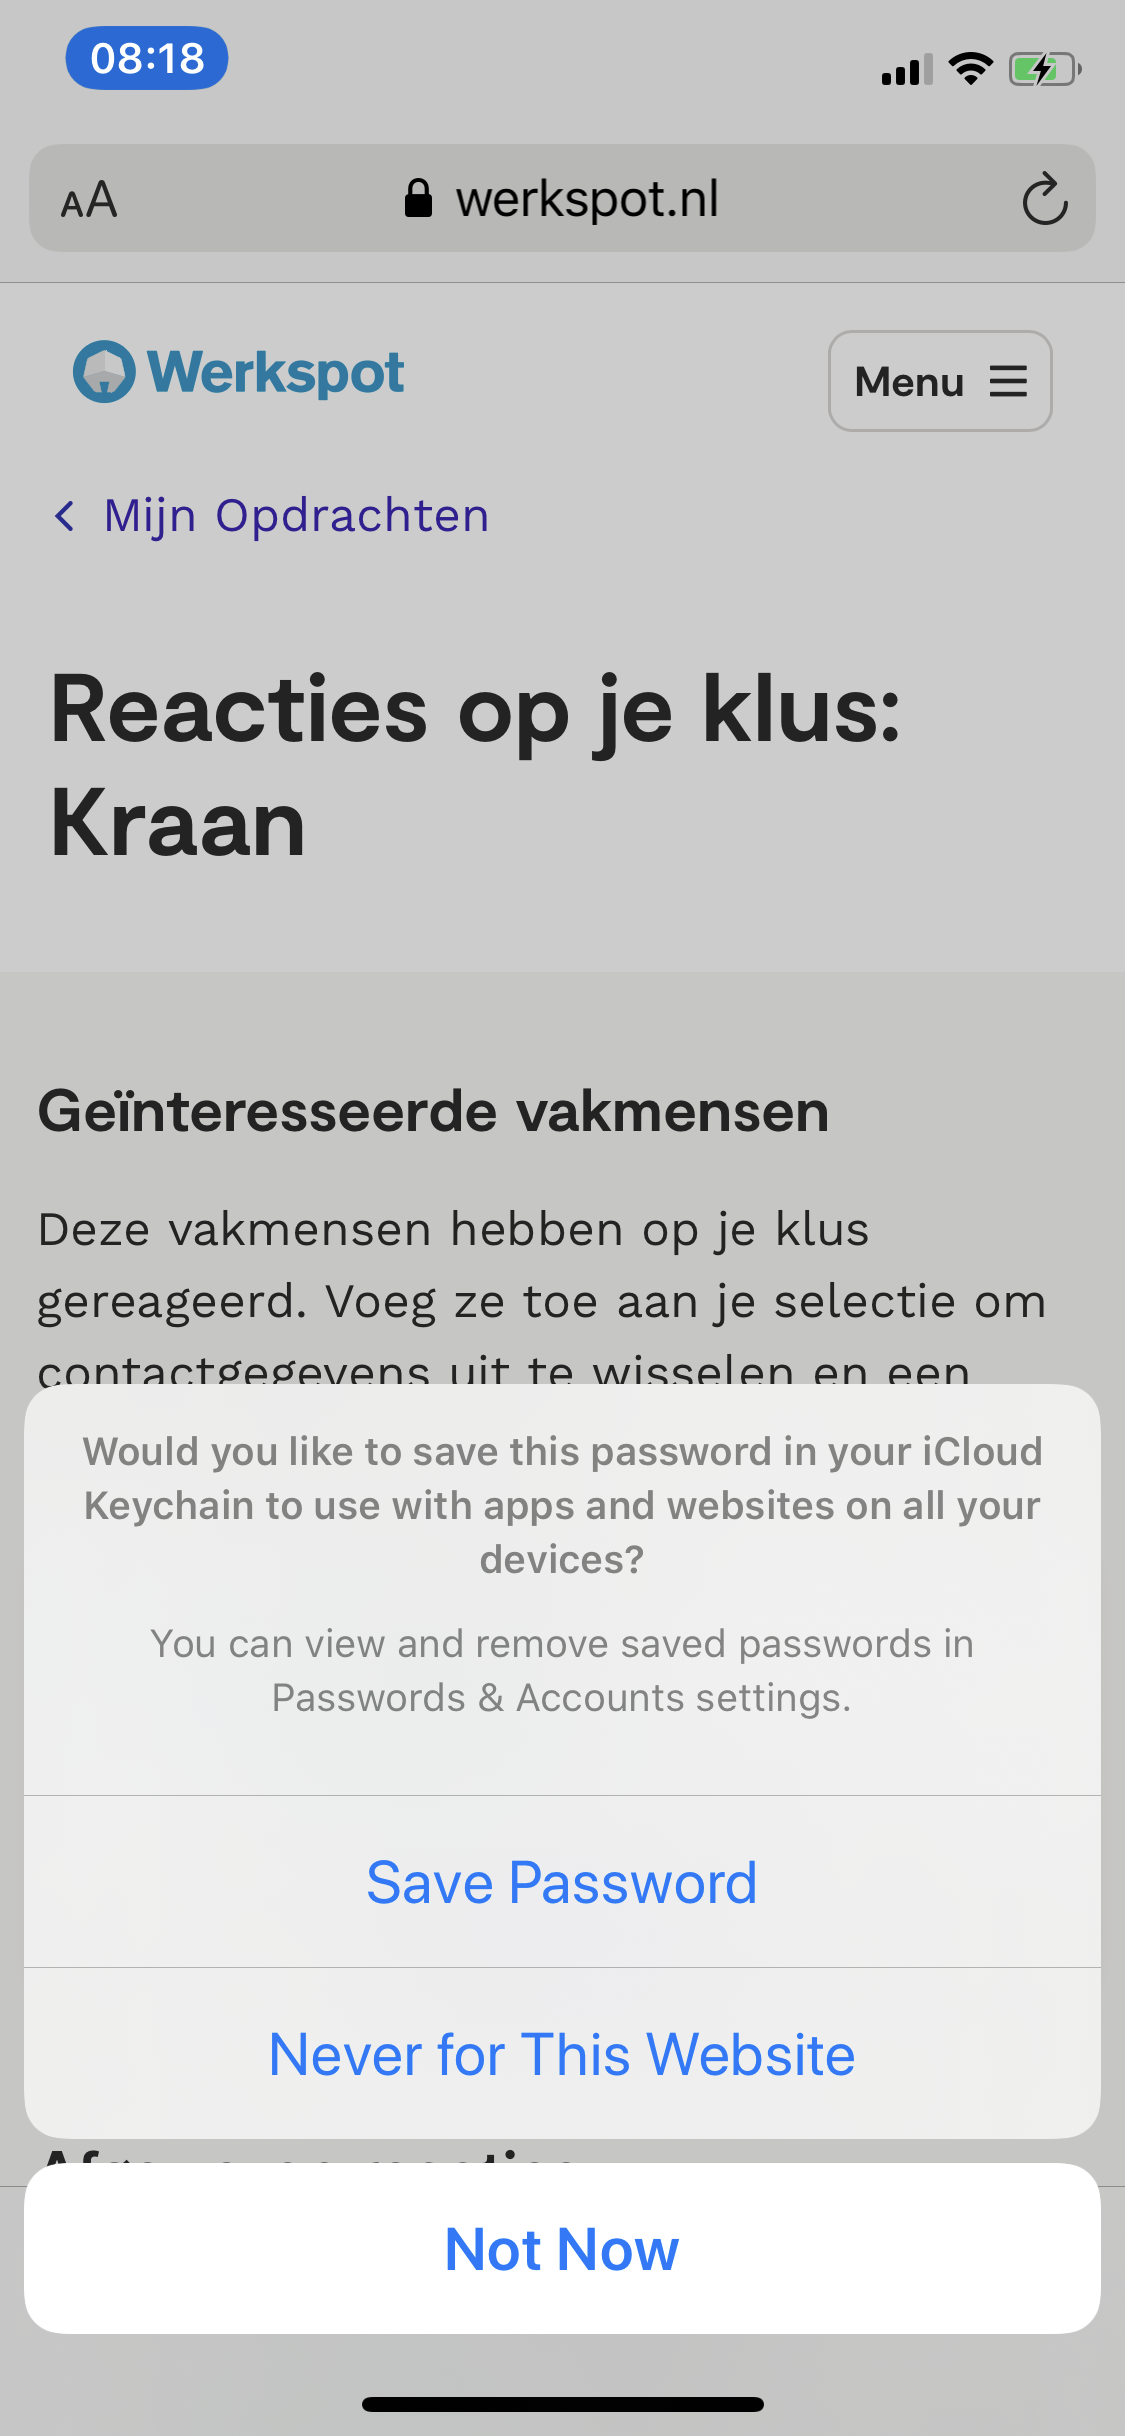 08:18
AA
werkspot.nl
Werkspot
Menu
Mijn Opdrachten
Reacties op je klus:
Kraan
Geïnteresseerde vakmensen
Deze vakmensen hebben op je klus
gereageerd. Voeg ze toe aan je selectie om
contactgegevens uit te wisselen en een
Would you like to save this password in your iCloud
Keychain to use with apps and websites on all your
devices?
You can view and remove saved passwords in
Passwords & Accounts settings.
Save Password
Never for This Website
Not Now